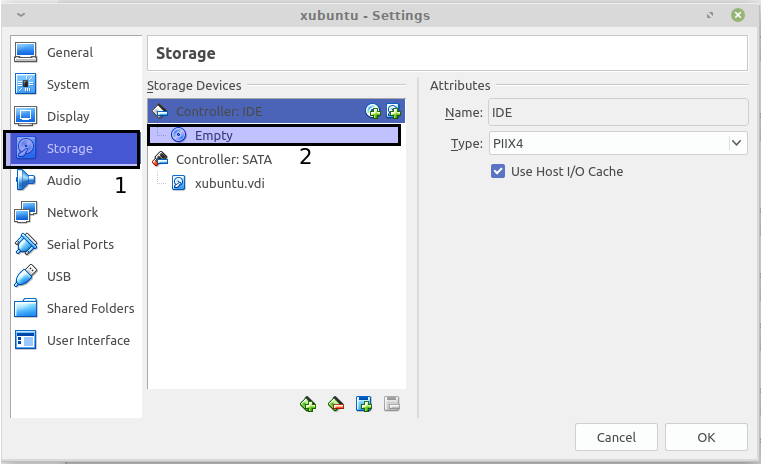 xubuntu - Settings
General
System
Display
Storage
Audio
1
Network
Serial Ports
USB
Shared Folders
User Interface
Storage
Storage Devices
Controller: IDE
Empty
Controller: SATA
2
xubuntu.vdi
Attributes
Name: IDE
Type: PIIX4
Use Host I/O Cache
Cancel
OK